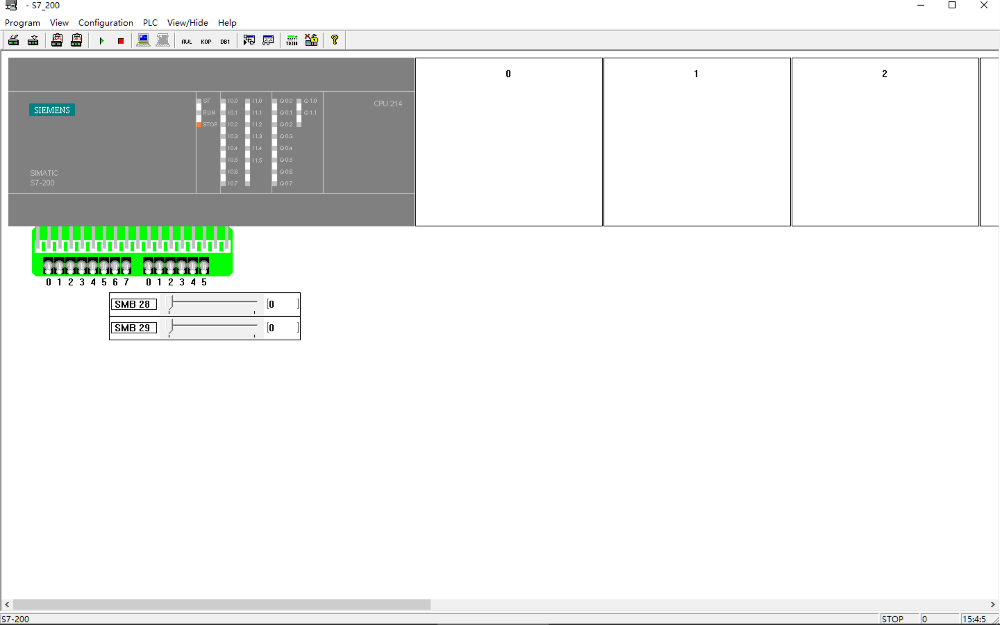 - S7_200
Program View Configuration PLC View/Hide Help
AWL DB1 AWL KOP DB1 TD200 ?
0 1 2
SIEMENS
CPU 214
SF I0.0 I1.0 Q0.0 Q1.0
RUN I0.1 I1.1 Q0.1 Q1.1
STOP I0.2 I1.2 Q0.2
I0.3 I1.3 Q0.3
I0.4 I1.4 Q0.4
I0.5 I1.5 Q0.5
I0.6 Q0.6
I0.7 Q0.7
SIMATIC
S7-200
0 1 2 3 4 5 6 7 0 1 2 3 4 5
SMB 28 [0 ]
SMB 29 [0 ]
S7-200 STOP 0 15:4:5